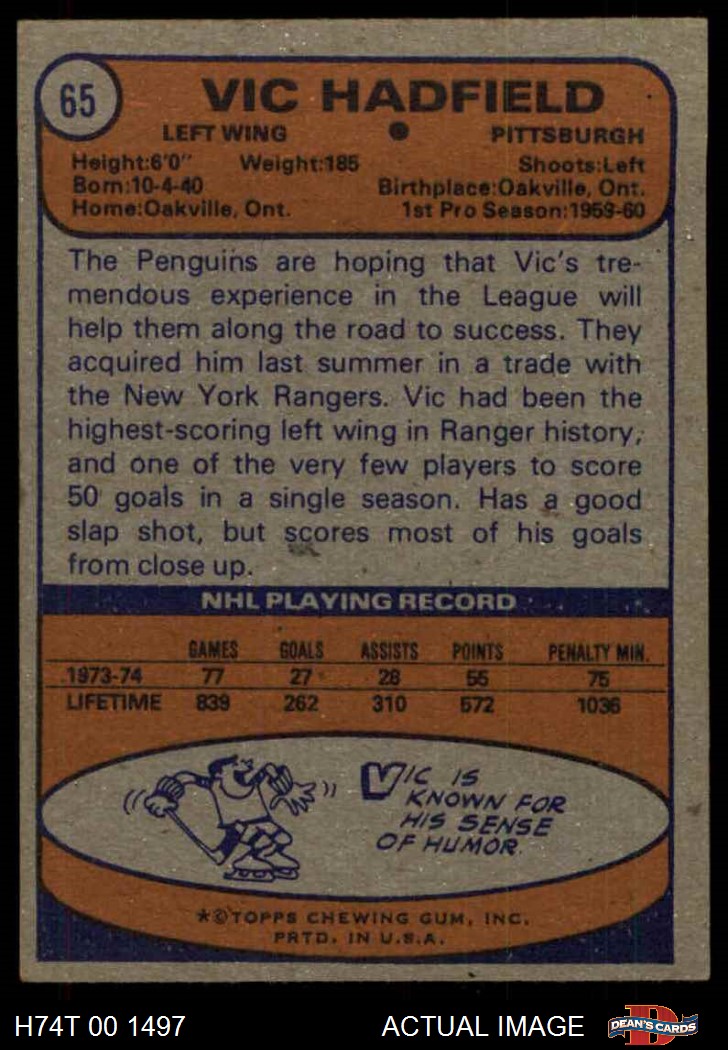 65
VIC HADFIELD
LEFT WING ● PITTSBURGH
Height:6'0" Weight:185 Shoots:Left
Born:10-4-40 Birthplace:Oakville, Ont.
Home:Oakville, Ont. 1st Pro Season:1959-60
The Penguins are hoping that Vic's tre-
mendous experience in the League will
help them along the road to success. They
acquired him last summer in a trade with
the New York Rangers. Vic had been the
highest-scoring left wing in Ranger history,
and one of the very few players to score
50 goals in a single season. Has a good
slap shot, but scores most of his goals
from close up.
NHL PLAYING RECORD
GAMES GOALS ASSISTS POINTS PENALTY MIN.
1973-74 77 27 28 55 75
LIFETIME 839 262 310 572 1036
VIC IS
KNOWN FOR
HIS SENSE
OF HUMOR.
★©TOPPS CHEWING GUM, INC.
PRTD. IN U.S.A.
H74T 00 1497 ACTUAL IMAGE DEAN'S CARDS